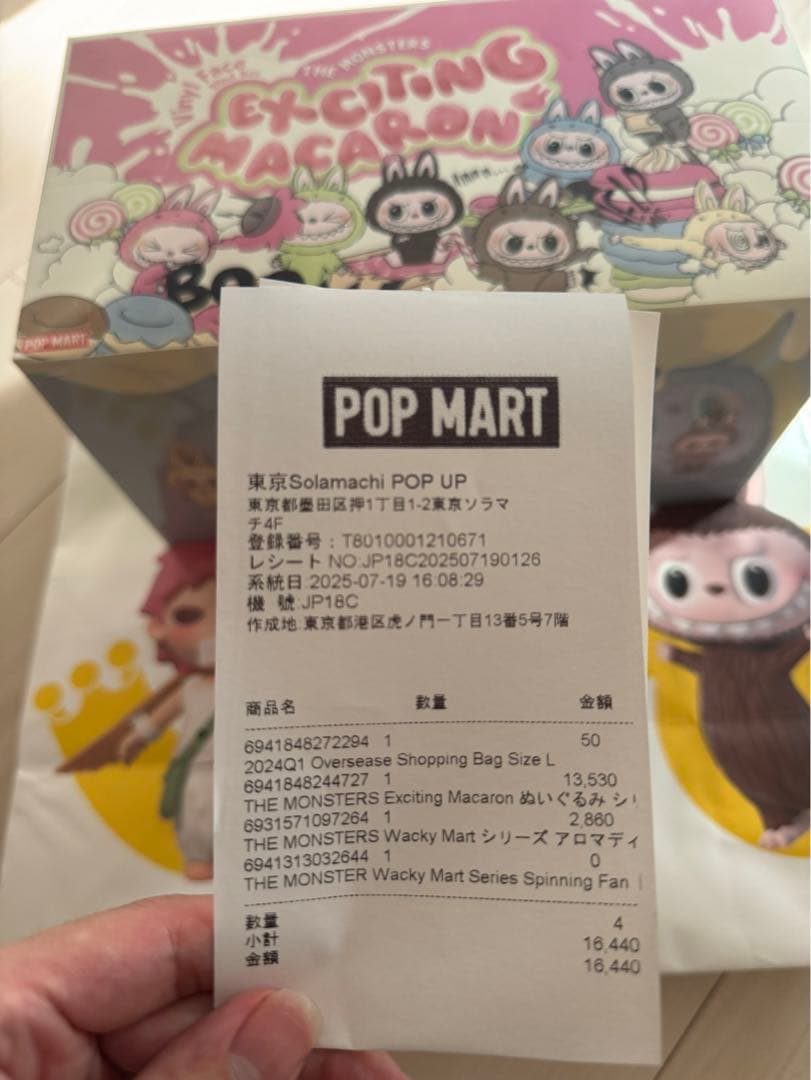 Vinyl Face
THE MONSTERS
EXCITING
MACARON
POP MART
POP MART
東京Solamachi POP UP
東京都墨田区押1丁目1-2東京ソラマ
チ4F
登録番号：T8010001210671
レシートNO:JP18C202507190126
系統日:2025-07-19 16:08:29
機 號:JP18C
作成地:東京都港区虎ノ門一丁目13番5号7階
商品名 数量 金額
6941848272294 1 50
2024Q1 Oversease Shopping Bag Size L
6941848244727 1 13,530
THE MONSTERS Exciting Macaron ぬいぐるみ シリ
6931571097264 1 2,860
THE MONSTERS Wacky Mart シリーズ アロマディ
6941313032644 1 0
THE MONSTER Wacky Mart Series Spinning Fan
数量 4
小計 16,440
金額 16,440